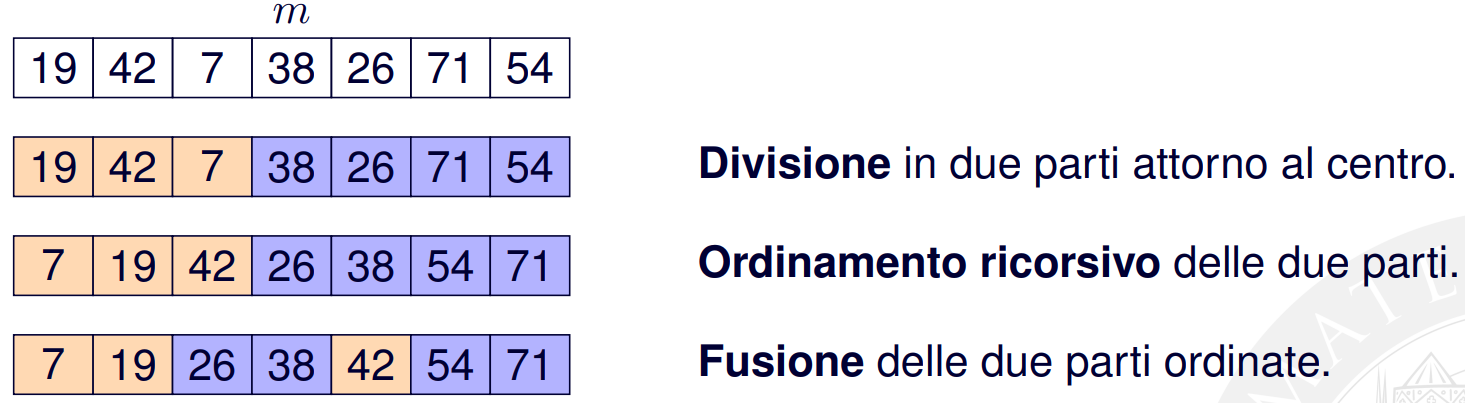 m
19 42 7 38 26 71 54
19 42 7 38 26 71 54 Divisione in due parti attorno al centro.
7 19 42 26 38 54 71 Ordinamento ricorsivo delle due parti.
7 19 26 38 42 54 71 Fusione delle due parti ordinate.